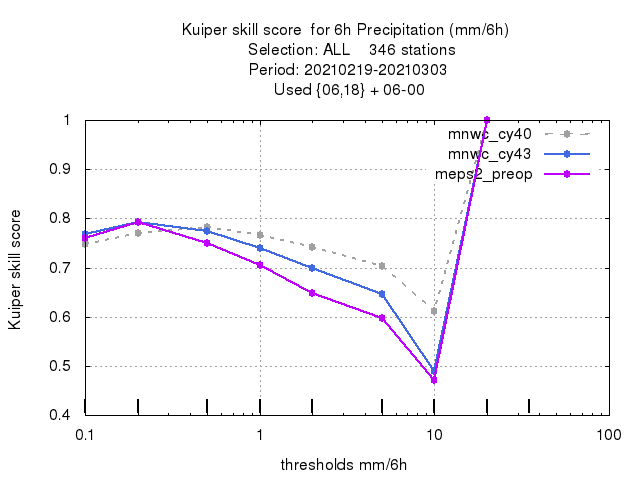 Kuiper skill score  for 6h Precipitation (mm/6h)
Selection: ALL    346 stations
Period: 20210219-20210303
Used {06,18} + 06-00
mnwc_cy40
mnwc_cy43
meps2_preop
Kuiper skill score
1
0.9
0.8
0.7
0.6
0.5
0.4
0.1 1 10 100
thresholds mm/6h